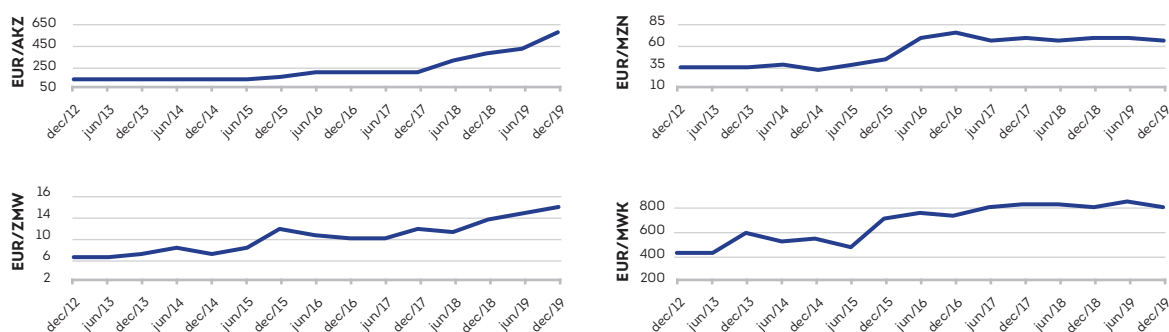 EUR/AKZ
650
450
250
50
dec/12 jun/13 dec/13 jun/14 dec/14 jun/15 dec/15 jun/16 dec/16 jun/17 dec/17 jun/18 dec/18 jun/19 dec/19
EUR/MZN
85
60
35
10
dec/12 jun/13 dec/13 jun/14 dec/14 jun/15 dec/15 jun/16 dec/16 jun/17 dec/17 jun/18 dec/18 jun/19 dec/19
EUR/ZMW
16
14
10
6
2
dec/12 jun/13 dec/13 jun/14 dec/14 jun/15 dec/15 jun/16 dec/16 jun/17 dec/17 jun/18 dec/18 jun/19 dec/19
EUR/MWK
800
600
400
200
dec/12 jun/13 dec/13 jun/14 dec/14 jun/15 dec/15 jun/16 dec/16 jun/17 dec/17 jun/18 dec/18 jun/19 dec/19